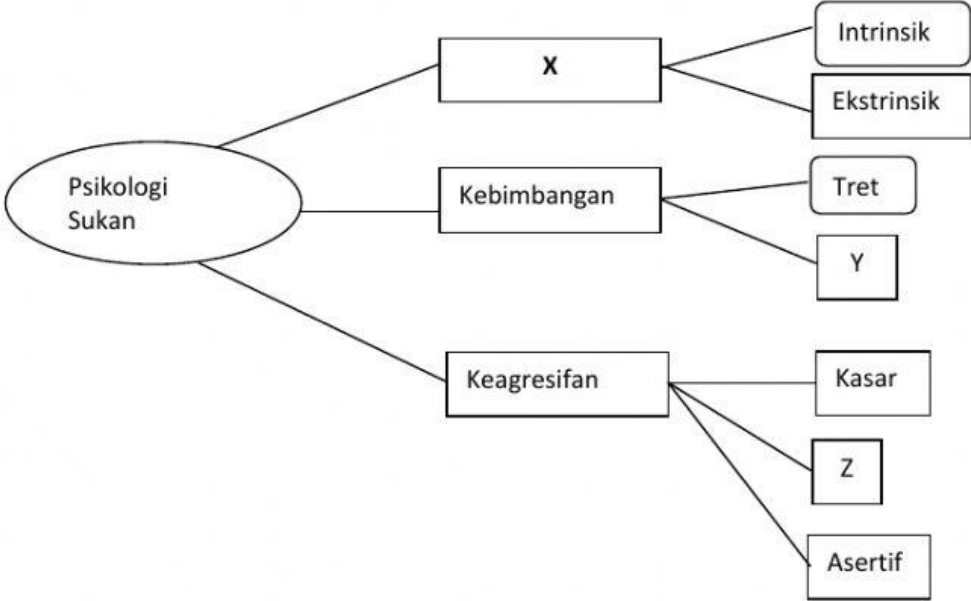 Psikologi
Sukan
X
Intrinsik
Ekstrinsik
Kebimbangan
Tret
Y
Keagresifan
Kasar
Z
Asertif